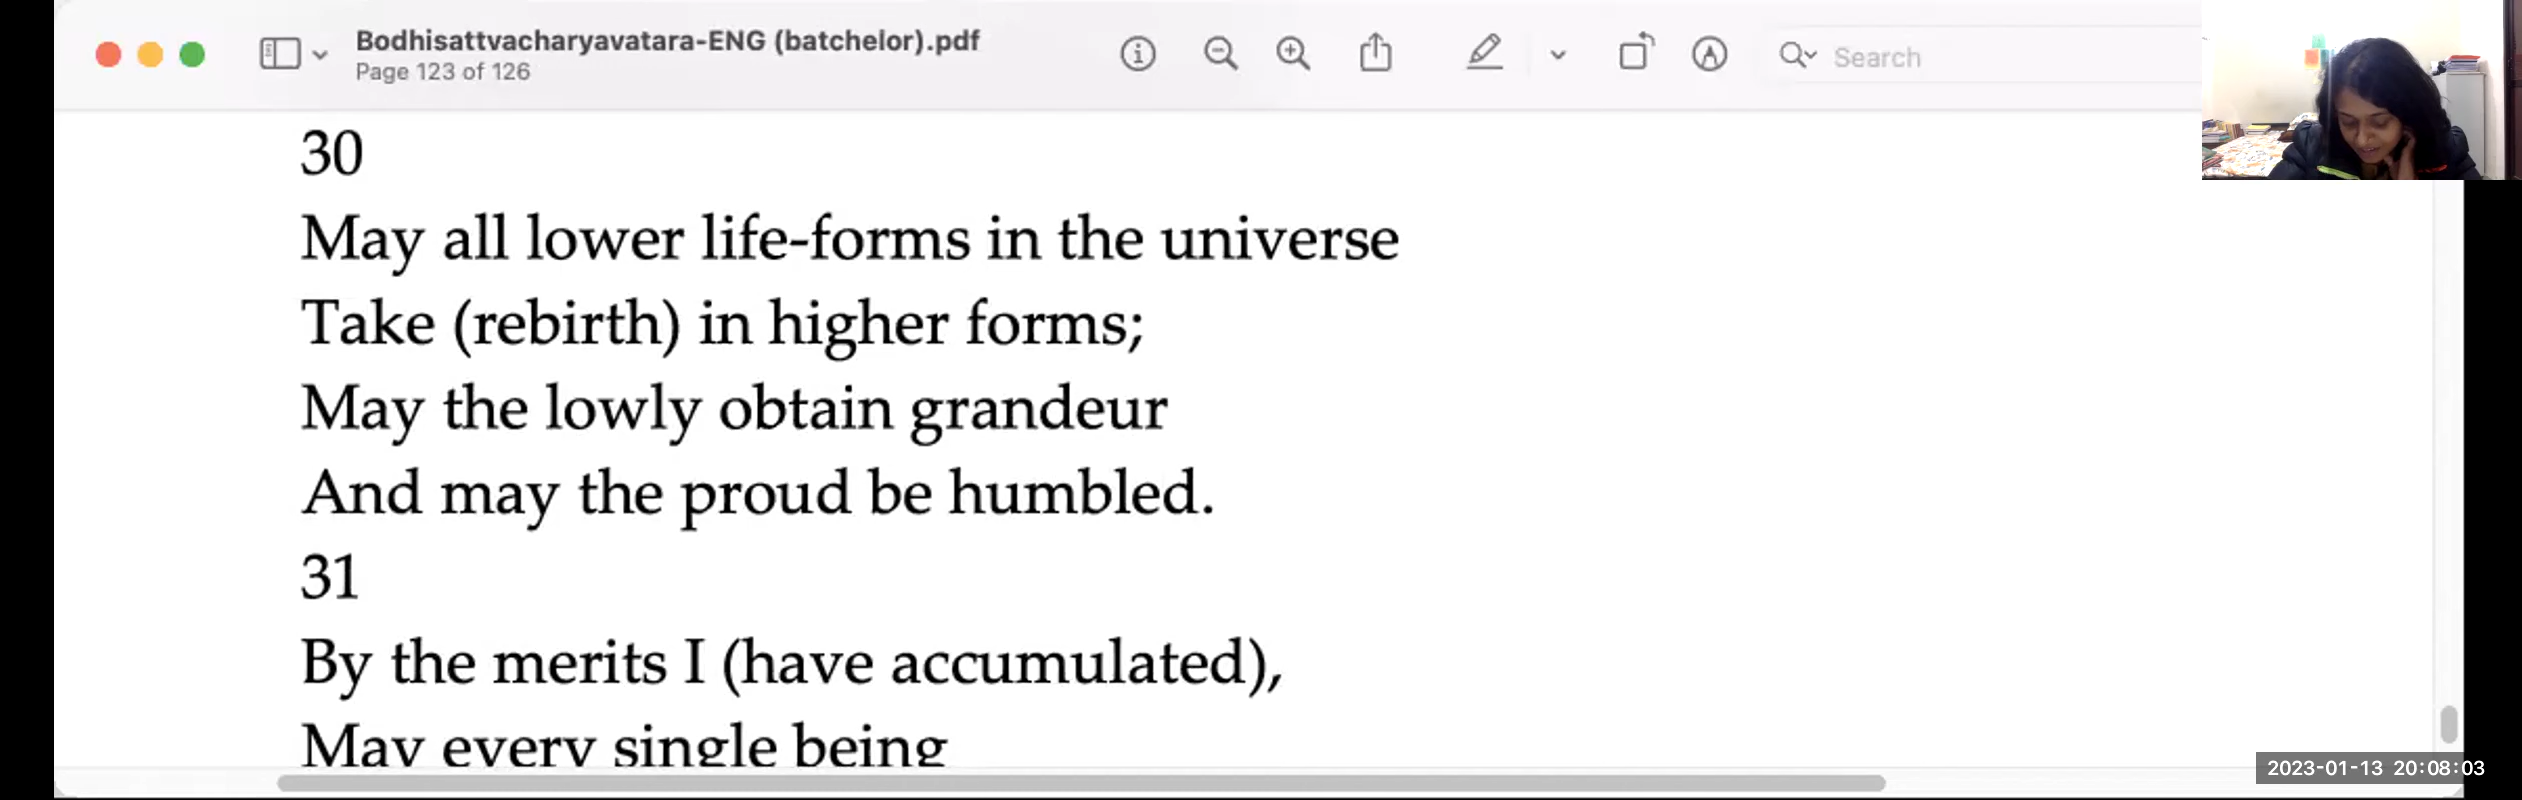 Bodhisattvacharyavatara-ENG (batchelor).pdf
Page 123 of 126
Search
30
May all lower life-forms in the universe
Take (rebirth) in higher forms;
May the lowly obtain grandeur
And may the proud be humbled.
31
By the merits I (have accumulated),
May every single being
2023-01-13 20:08:03